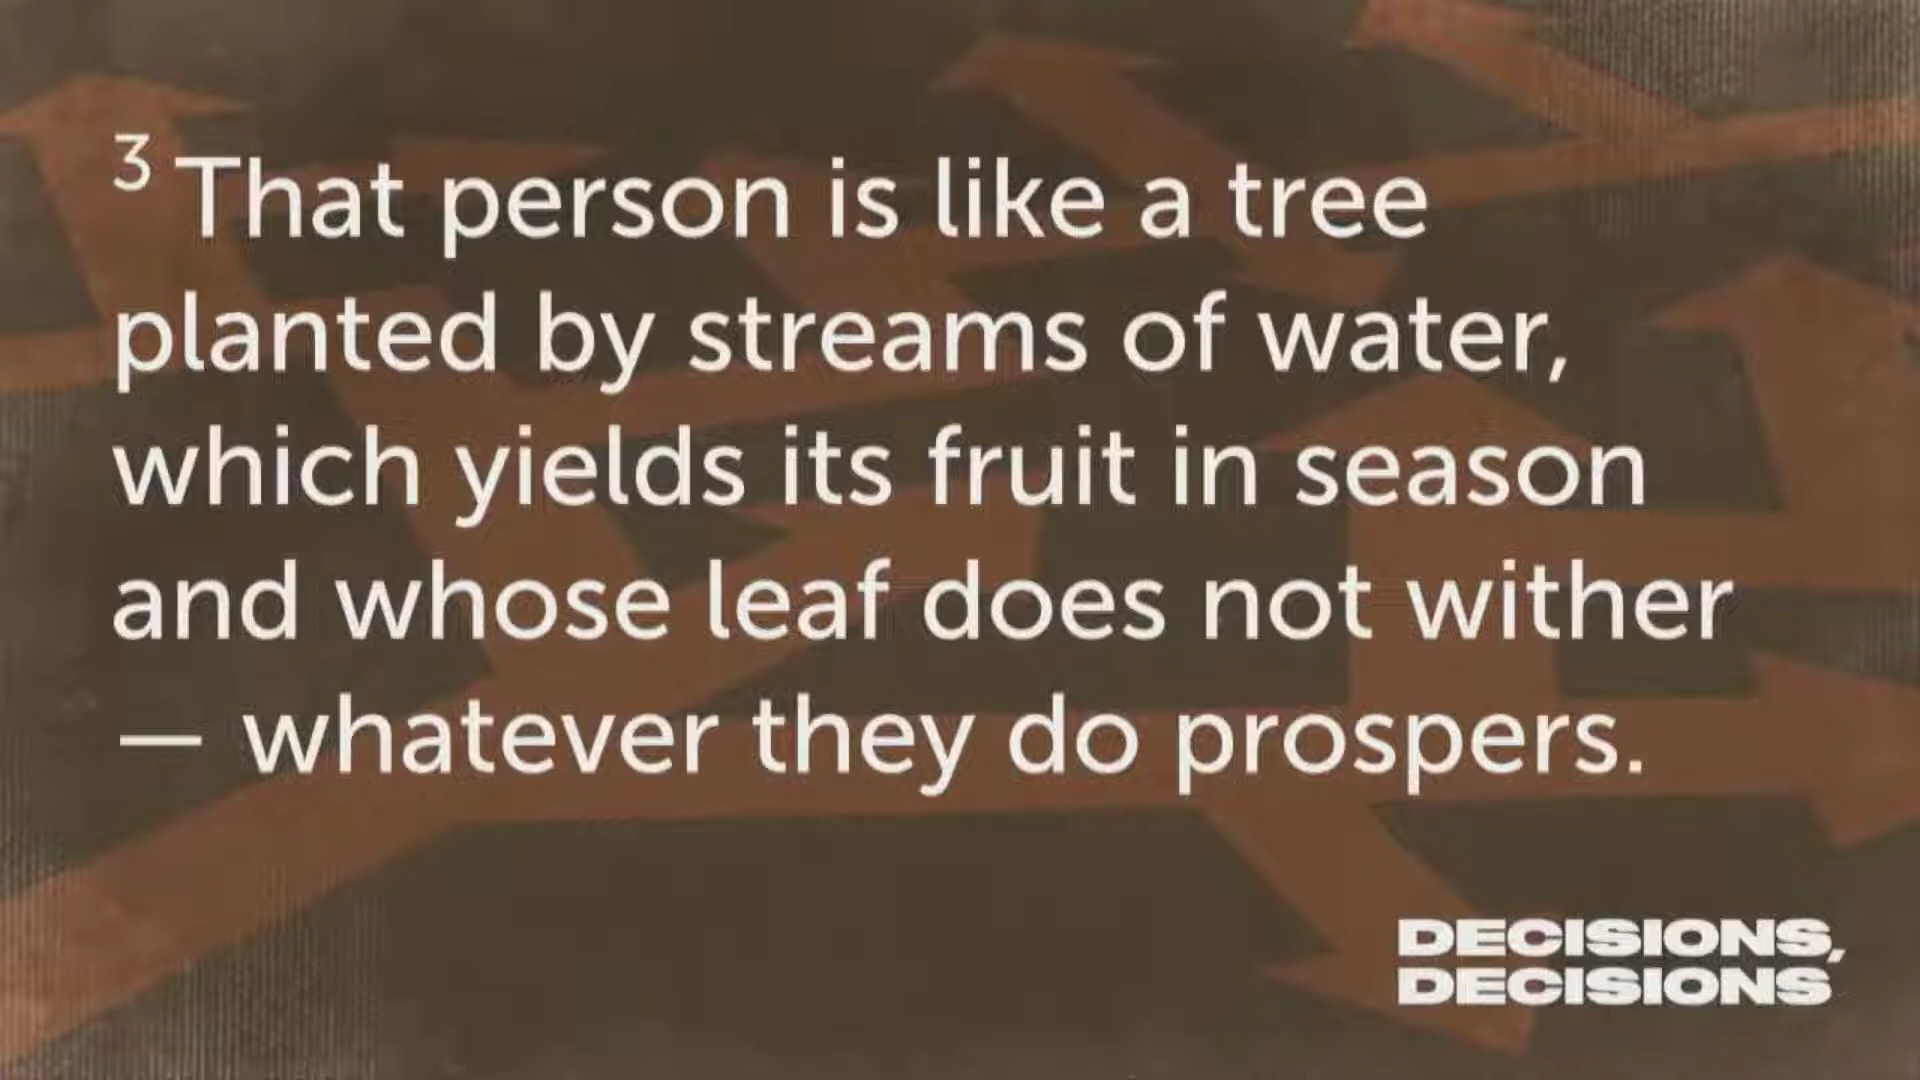 3 That person is like a tree
planted by streams of water,
which yields its fruit in season
and whose leaf does not wither
— whatever they do prospers.
DECISIONS,
DECISIONS